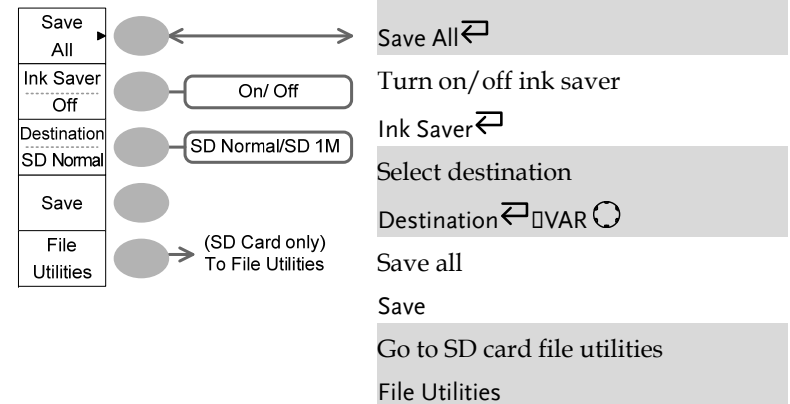 Save
All
Ink Saver
Off
Destination
SD Normal
Save
File
Utilities
On/ Off
SD Normal/SD 1M
(SD Card only)
To File Utilities
Save All
Turn on/off ink saver
Ink Saver
Select destination
Destination VAR
Save all
Save
Go to SD card file utilities
File Utilities